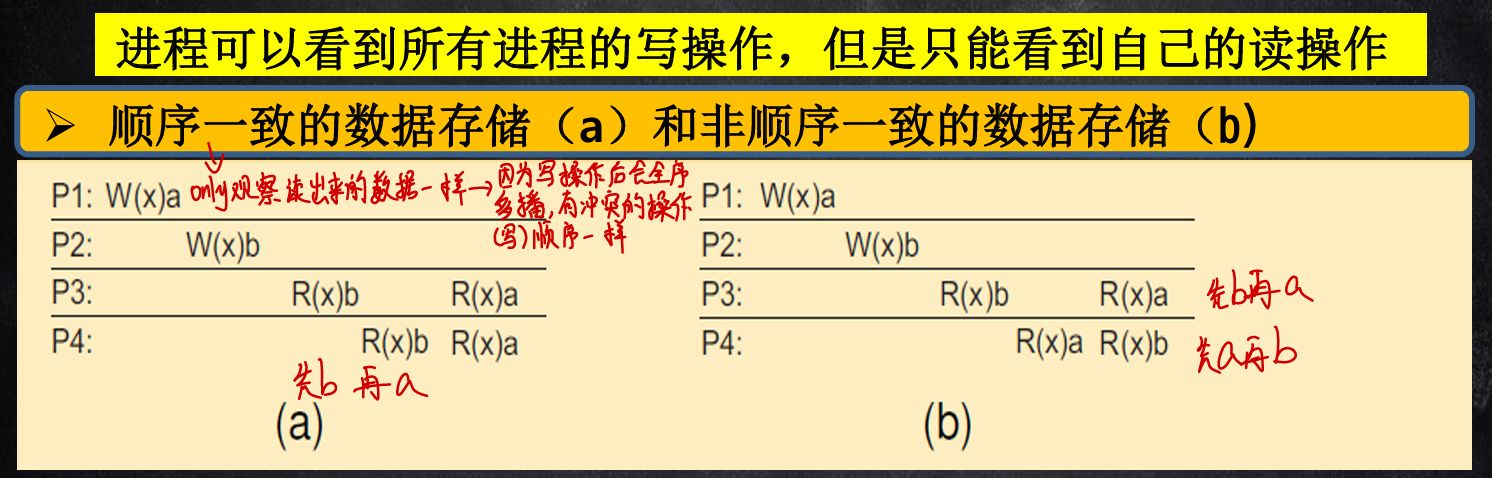 进程可以看到所有进程的写操作，但是只能看到自己的读操作
➢ 顺序一致的数据存储（a）和非顺序一致的数据存储（b)
only观察读出来的数据一样→因为写操作后会全序
多播,有冲突的操作
(写)顺序一样
P1: W(x)a
P2: W(x)b
P3: R(x)b R(x)a
P4: R(x)b R(x)a
先b 再a
(a)
P1: W(x)a
P2: W(x)b
P3: R(x)b R(x)a 先b再a
P4: R(x)a R(x)b 先a再b
(b)